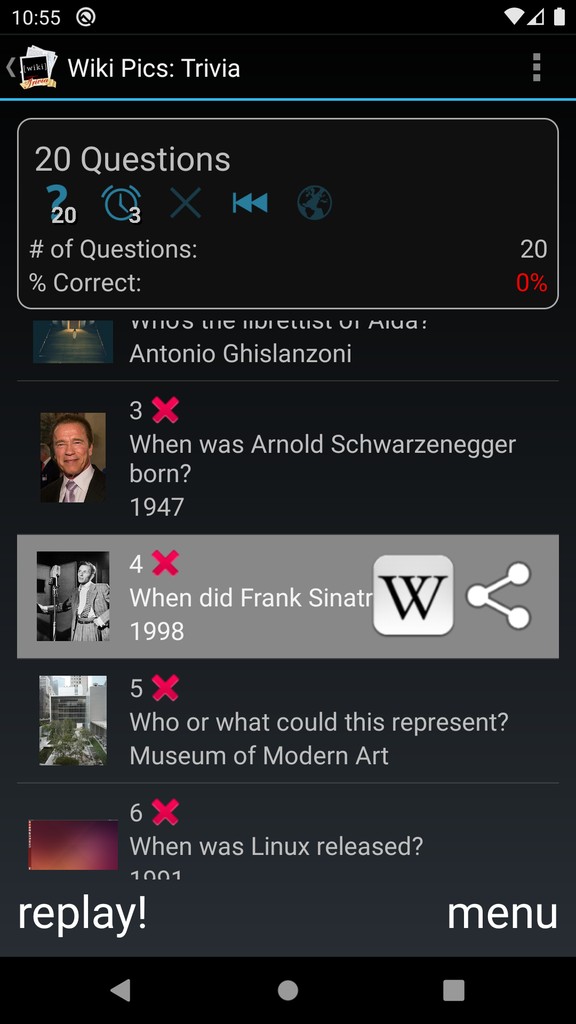 10:55
Wiki Pics: Trivia
20 Questions
20
3
# of Questions: 20
% Correct: 0%
Who's the librettist of Aida?
Antonio Ghislanzoni
3
When was Arnold Schwarzenegger
born?
1947
4
When did Frank Sinatr
1998
W
5
Who or what could this represent?
Museum of Modern Art
6
When was Linux released?
1991
replay!
menu